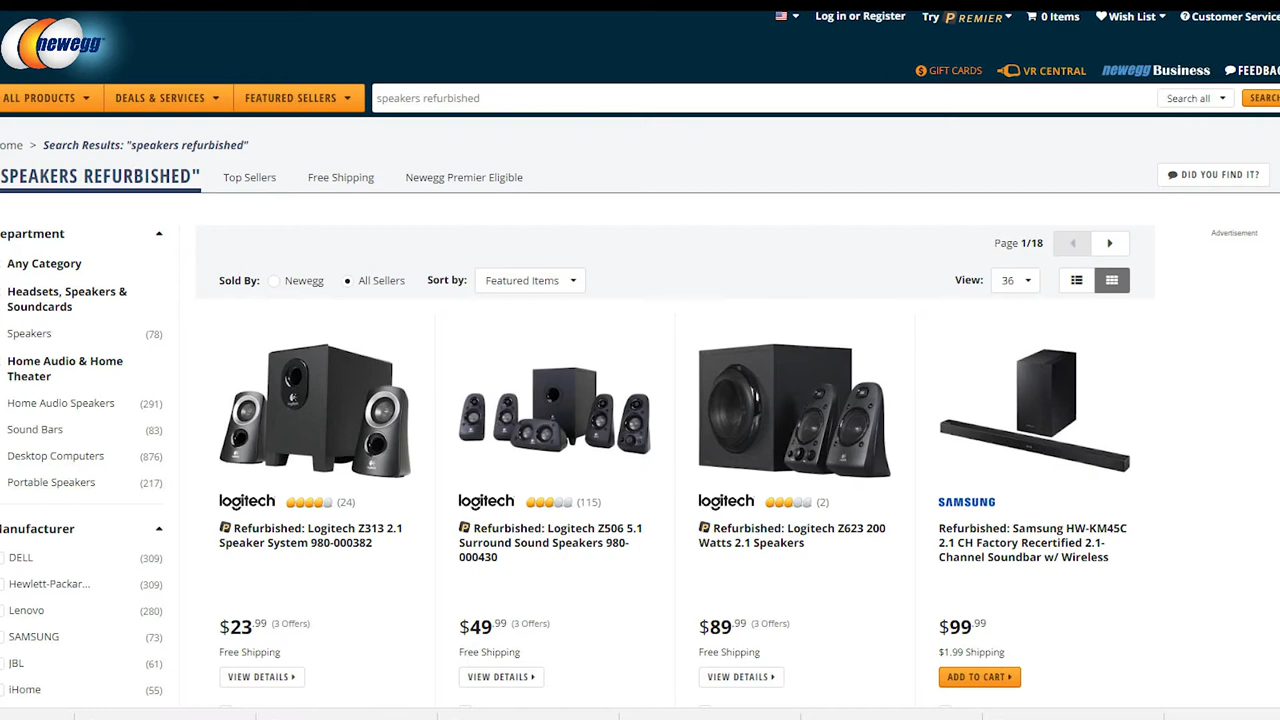 Log in or Register
Try PREMIER
0 Items
Wish List
Customer Service
newegg
GIFT CARDS
VR CENTRAL
newegg Business
FEEDBA
ALL PRODUCTS
DEALS & SERVICES
FEATURED SELLERS
speakers refurbished
Search all
SEARC
ome > Search Results: "speakers refurbished"
SPEAKERS REFURBISHED"
Top Sellers
Free Shipping
Newegg Premier Eligible
DID YOU FIND IT?
epartment
Any Category
Headsets, Speakers &
Soundcards
Speakers (78)
Home Audio & Home
Theater
Home Audio Speakers (291)
Sound Bars (83)
Desktop Computers (876)
Portable Speakers (217)
anufacturer
DELL (309)
Hewlett-Packar... (309)
Lenovo (280)
SAMSUNG (73)
JBL (61)
iHome (55)
Page 1/18
Advertisement
Sold By: Newegg All Sellers
Sort by: Featured Items
View: 36
logitech (24)
Refurbished: Logitech Z313 2.1
Speaker System 980-000382
$23.99 (3 Offers)
Free Shipping
VIEW DETAILS
logitech (115)
Refurbished: Logitech Z506 5.1
Surround Sound Speakers 980-
000430
$49.99 (3 Offers)
Free Shipping
VIEW DETAILS
logitech (2)
Refurbished: Logitech Z623 200
Watts 2.1 Speakers
$89.99 (3 Offers)
Free Shipping
VIEW DETAILS
SAMSUNG
Refurbished: Samsung HW-KM45C
2.1 CH Factory Recertified 2.1-
Channel Soundbar w/ Wireless
$99.99
$1.99 Shipping
ADD TO CART